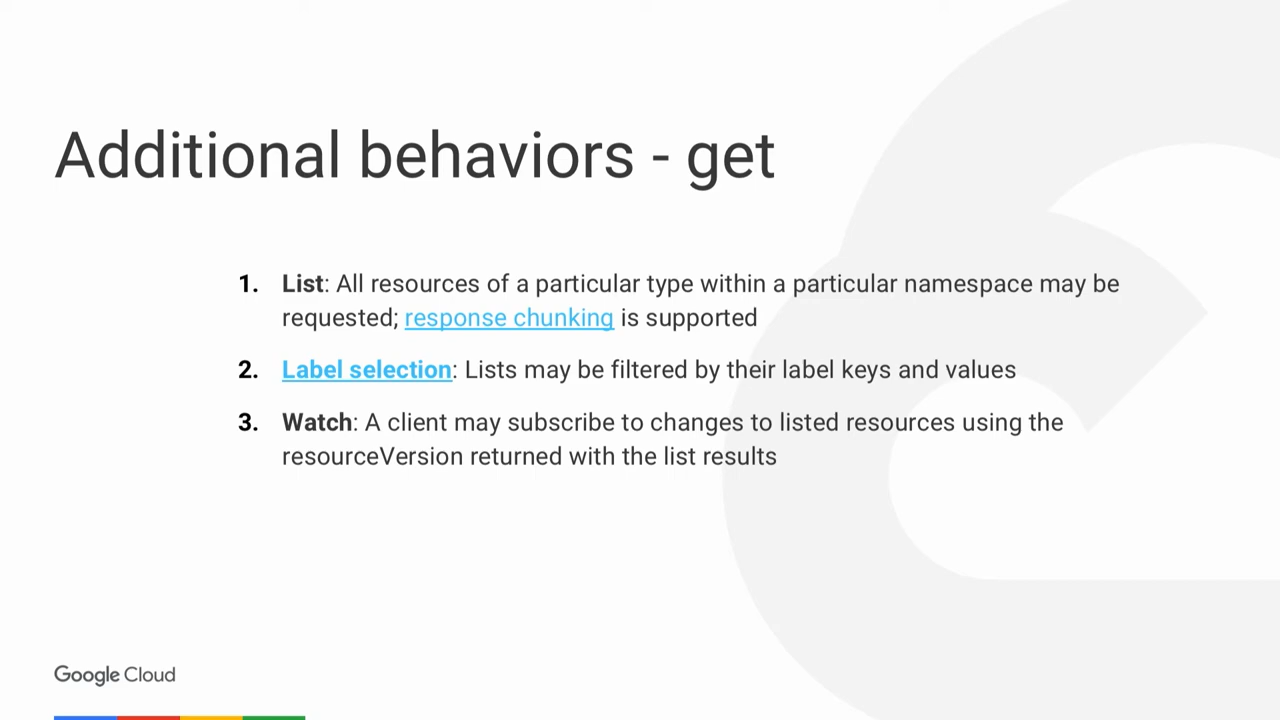 Additional behaviors - get
1. List: All resources of a particular type within a particular namespace may be
requested; response chunking is supported
2. Label selection: Lists may be filtered by their label keys and values
3. Watch: A client may subscribe to changes to listed resources using the
resourceVersion returned with the list results
Google Cloud